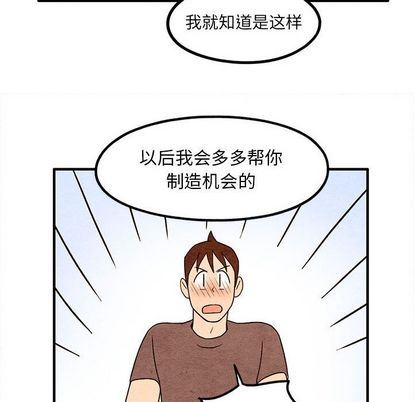 我就知道是这样
以后我会多多帮你
制造机会的